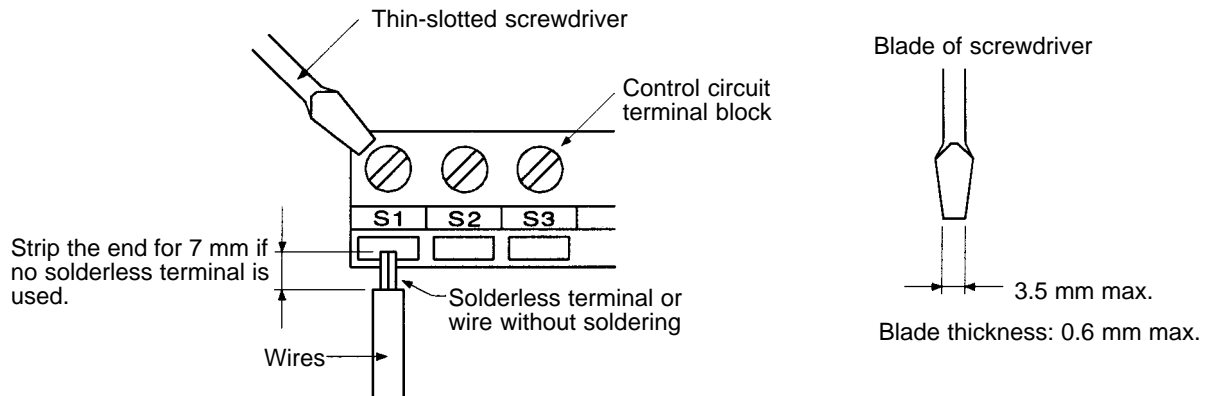 Thin-slotted screwdriver
Blade of screwdriver
Control circuit
terminal block
S1 S2 S3
Strip the end for 7 mm if
no solderless terminal is
used.
Solderless terminal or
wire without soldering
Wires
3.5 mm max.
Blade thickness: 0.6 mm max.